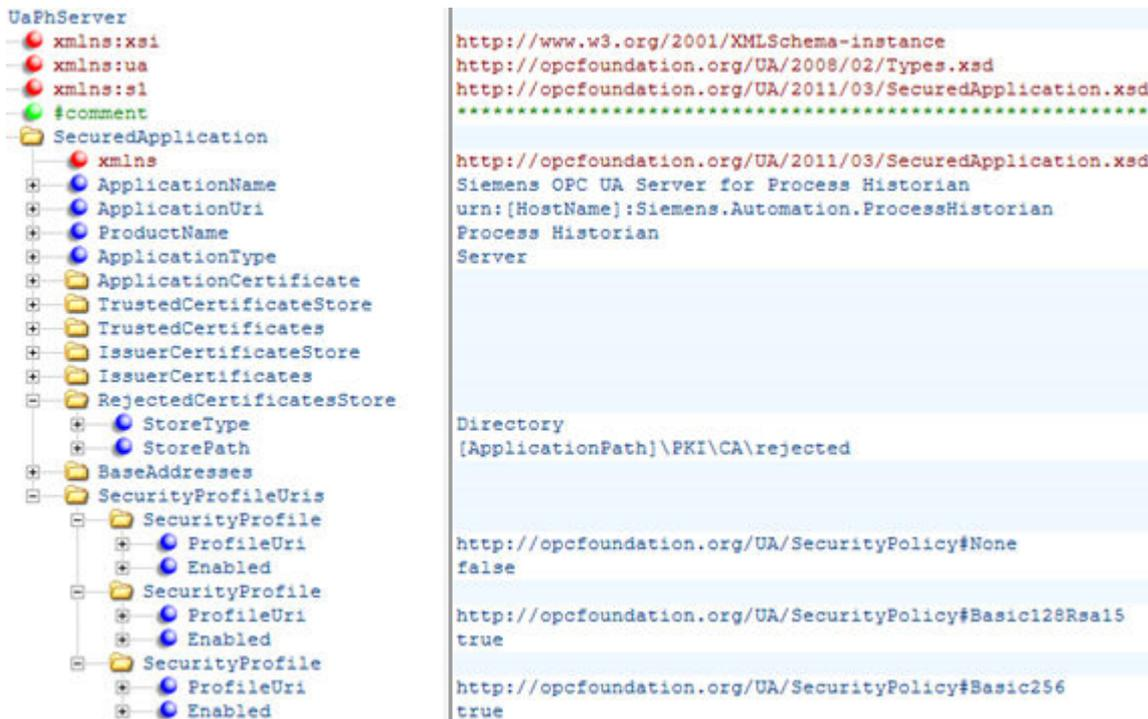 UaPhServer
xmlns:xsi http://www.w3.org/2001/XMLSchema-instance
xmlns:ua http://opcfoundation.org/UA/2008/02/Types.xsd
xmlns:s1 http://opcfoundation.org/UA/2011/03/SecuredApplication.xsd
#comment **********************************************************
SecuredApplication
xmlns http://opcfoundation.org/UA/2011/03/SecuredApplication.xsd
ApplicationName Siemens OPC UA Server for Process Historian
ApplicationUri urn:[HostName]:Siemens.Automation.ProcessHistorian
ProductName Process Historian
ApplicationType Server
ApplicationCertificate
TrustedCertificateStore
TrustedCertificates
IssuerCertificateStore
IssuerCertificates
RejectedCertificatesStore
StoreType Directory
StorePath [ApplicationPath]\PKI\CA\rejected
BaseAddresses
SecurityProfileUris
SecurityProfile
ProfileUri http://opcfoundation.org/UA/SecurityPolicy#None
Enabled false
SecurityProfile
ProfileUri http://opcfoundation.org/UA/SecurityPolicy#Basic128Rsa15
Enabled true
SecurityProfile
ProfileUri http://opcfoundation.org/UA/SecurityPolicy#Basic256
Enabled true